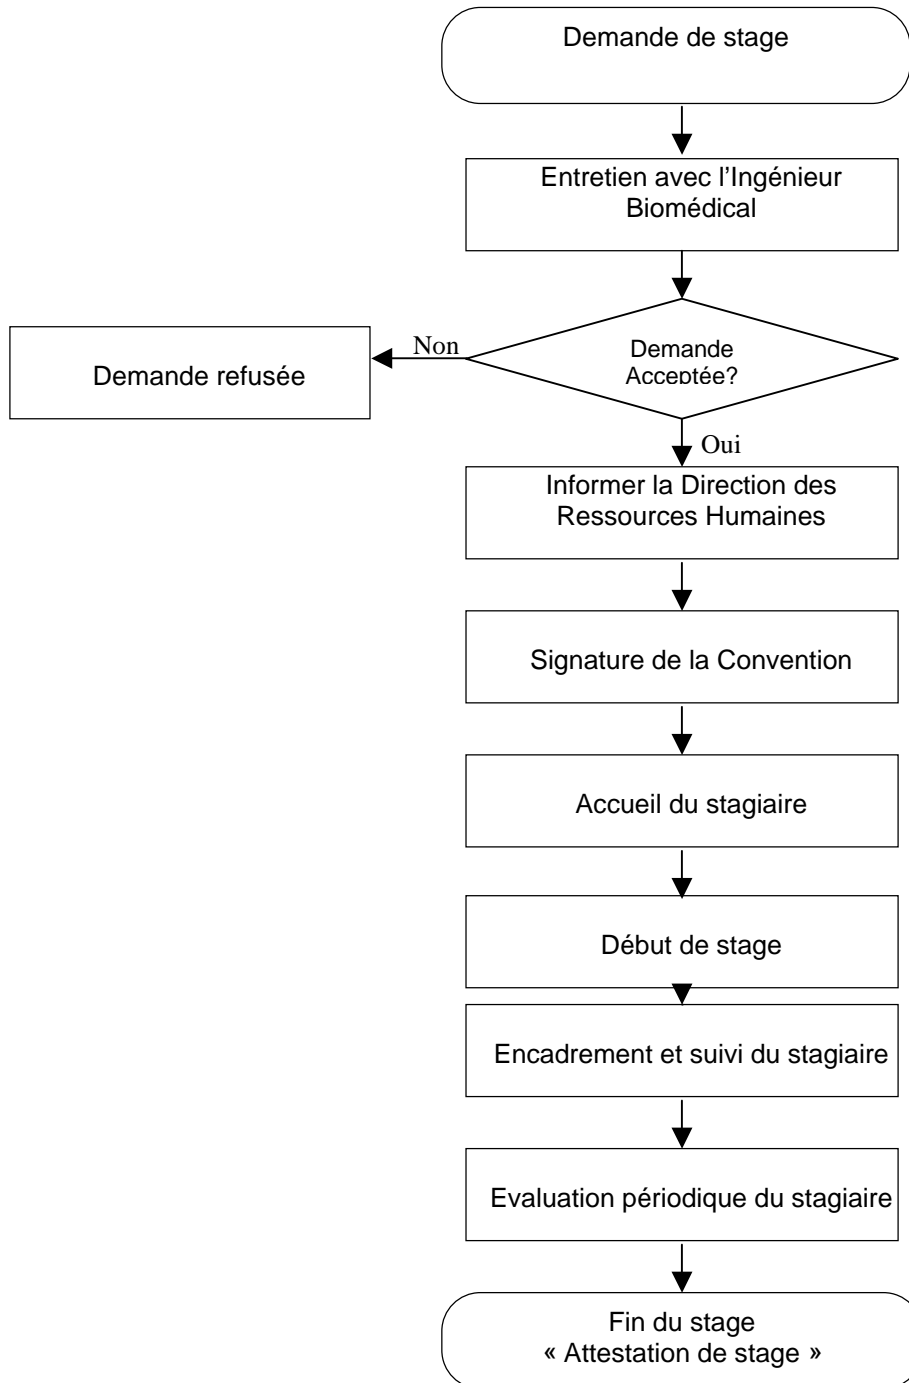 Demande de stage
Entretien avec l’Ingénieur
Biomédical
Non
Demande refusée
Demande
Acceptée?
Oui
Informer la Direction des
Ressources Humaines
Signature de la Convention
Accueil du stagiaire
Début de stage
Encadrement et suivi du stagiaire
Evaluation périodique du stagiaire
Fin du stage
« Attestation de stage »